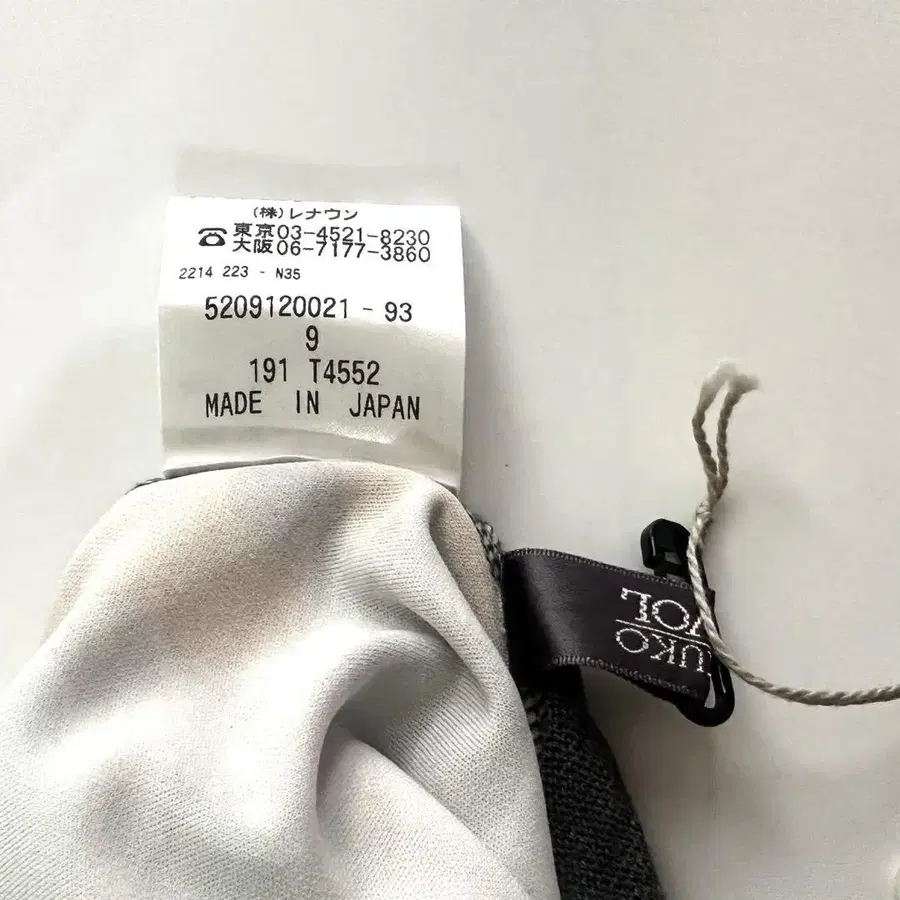 (株)レナウン
☎東京03-4521-8230
大阪06-7177-3860
2214 223 - N35
5209120021 - 93
9
191 T4552
MADE IN JAPAN
UKO